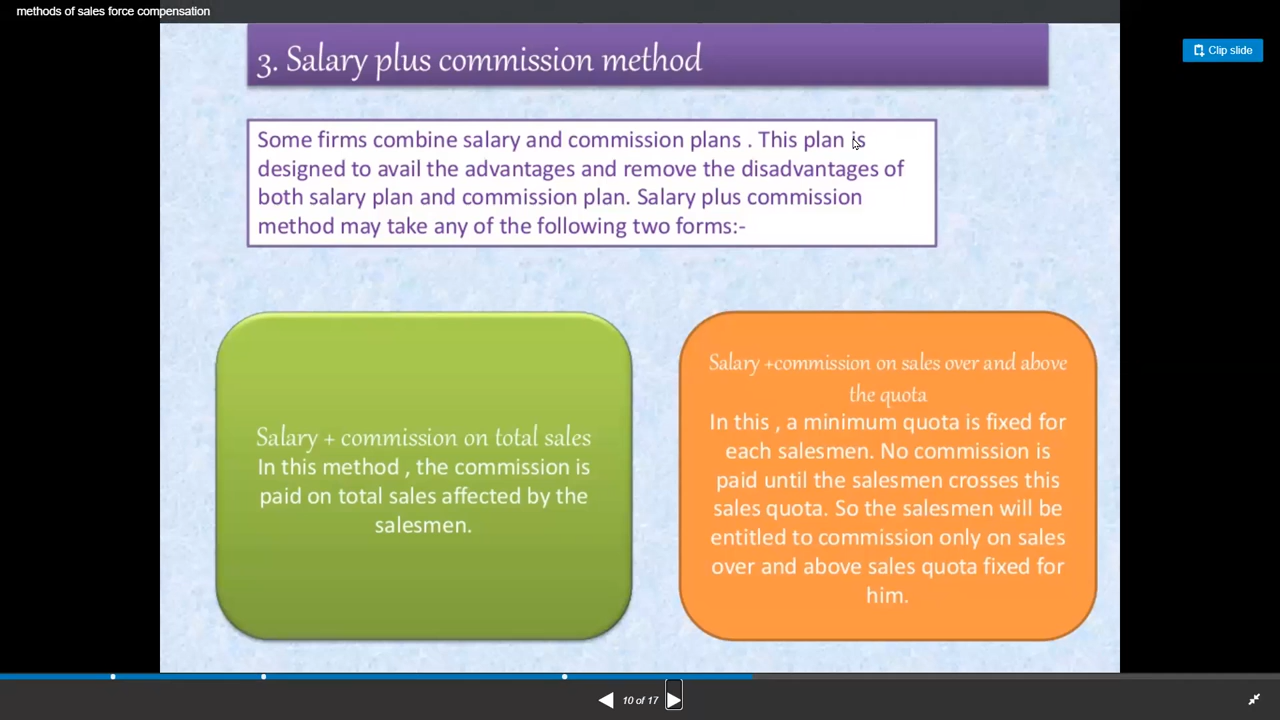 methods of sales force compensation
Clip slide
3. Salary plus commission method
Some firms combine salary and commission plans . This plan is
designed to avail the advantages and remove the disadvantages of
both salary plan and commission plan. Salary plus commission
method may take any of the following two forms:-
Salary + commission on total sales
In this method , the commission is
paid on total sales affected by the
salesmen.
Salary +commission on sales over and above
the quota
In this , a minimum quota is fixed for
each salesmen. No commission is
paid until the salesmen crosses this
sales quota. So the salesmen will be
entitled to commission only on sales
over and above sales quota fixed for
him.
10 of 17